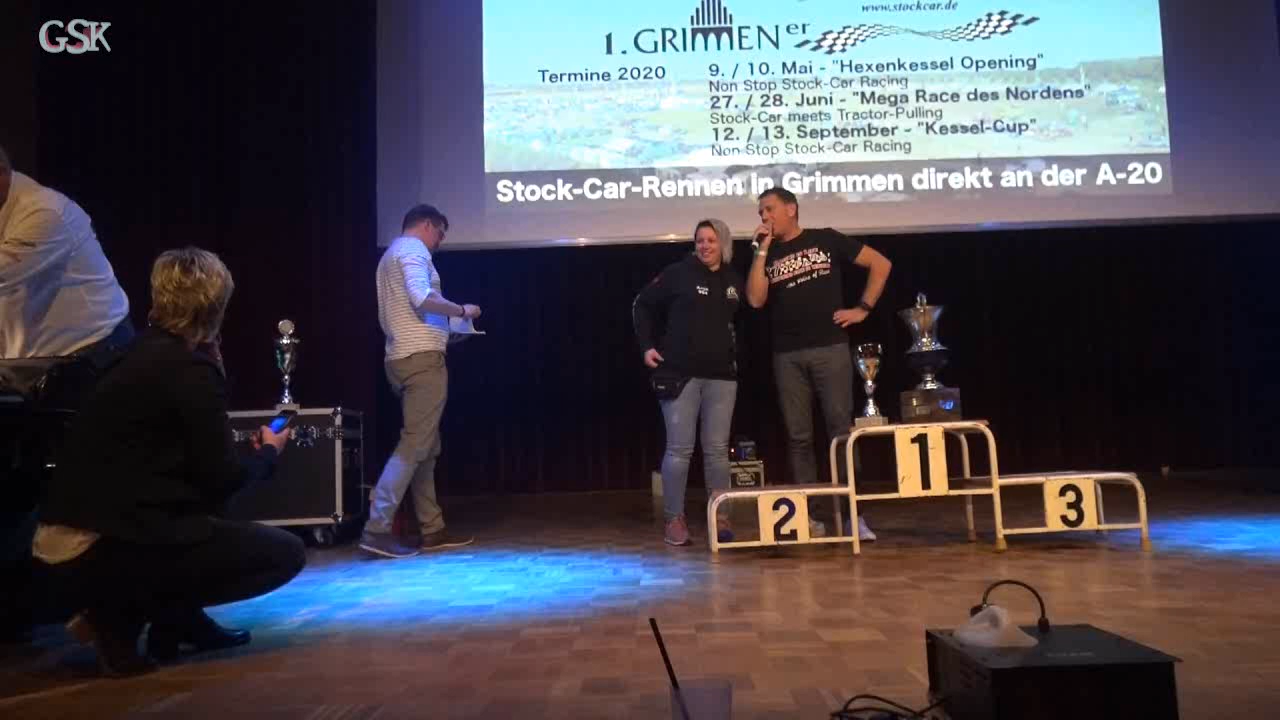 GSK
www.stockcar.de
1. GRIMMENer
Termine 2020
9. / 10. Mai - "Hexenkessel Opening"
Non Stop Stock-Car Racing
27. / 28. Juni - "Mega Race des Nordens"
Stock-Car meets Tractor-Pulling
12. / 13. September - "Kessel-Cup"
Non Stop Stock-Car Racing
Stock-Car-Rennen in Grimmen direkt an der A-20
1
2
3